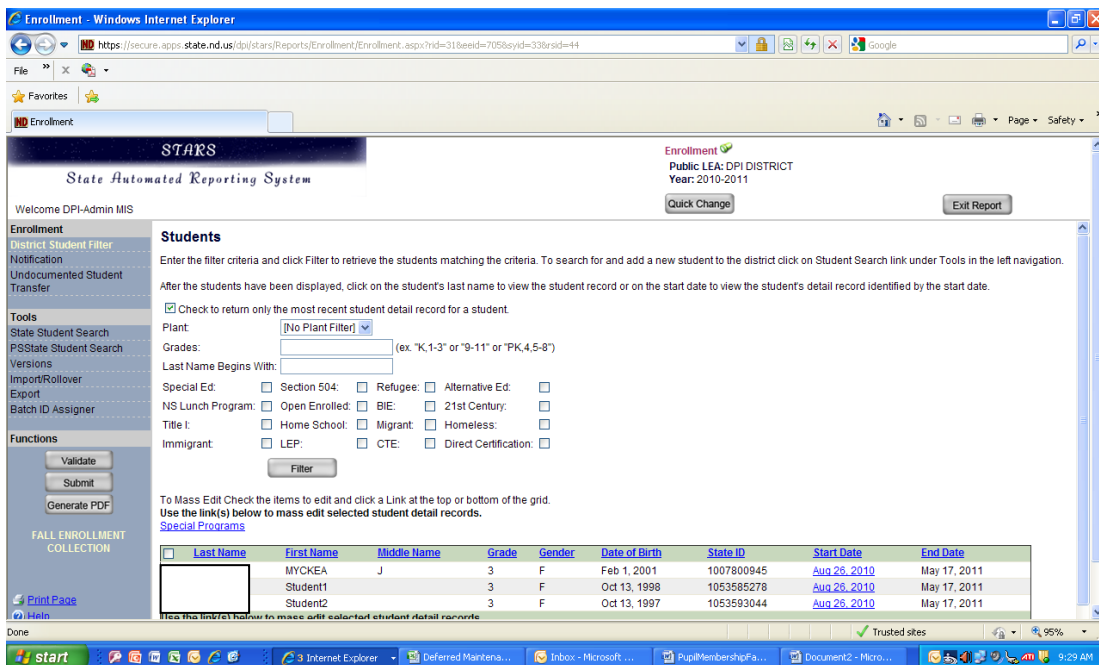 Enrollment - Windows Internet Explorer
https://secure.apps.state.nd.us/dpi/stars/Reports/Enrollment/Enrollment.aspx?rid=31&eeid=705&syid=33&rsid=44
Google
File
Favorites
Enrollment
Page Safety
STARS
State Automated Reporting System
Welcome DPI-Admin MIS
Enrollment
Public LEA: DPI DISTRICT
Year: 2010-2011
Quick Change
Exit Report
Enrollment
District Student Filter
Notification
Undocumented Student
Transfer
Tools
State Student Search
PSState Student Search
Versions
Import/Rollover
Export
Batch ID Assigner
Functions
Validate
Submit
Generate PDF
FALL ENROLLMENT
COLLECTION
Print Page
Help
Students
Enter the filter criteria and click Filter to retrieve the students matching the criteria. To search for and add a new student to the district click on Student Search link under Tools in the left navigation.
After the students have been displayed, click on the student's last name to view the student record or on the start date to view the student's detail record identified by the start date.
Check to return only the most recent student detail record for a student.
Plant: [No Plant Filter]
Grades: (ex. "K,1-3" or "9-11" or "PK,4,5-8")
Last Name Begins With:
Special Ed: Section 504: Refugee: Alternative Ed:
NS Lunch Program: Open Enrolled: BIE: 21st Century:
Title I: Home School: Migrant: Homeless:
Immigrant: LEP: CTE: Direct Certification:
Filter
To Mass Edit Check the items to edit and click a Link at the top or bottom of the grid.
Use the link(s) below to mass edit selected student detail records.
Special Programs
Last Name First Name Middle Name Grade Gender Date of Birth State ID Start Date End Date
MYCKEA J 3 F Feb 1, 2001 1007800945 Aug 26, 2010 May 17, 2011
Student1 3 F Oct 13, 1998 1053585278 Aug 26, 2010 May 17, 2011
Student2 3 F Oct 13, 1997 1053593044 Aug 26, 2010 May 17, 2011
Use the link(s) below to mass edit selected student detail records.
Done
Trusted sites
95%
start
3 Internet Explorer
Deferred Maintena...
Inbox - Microsoft ...
PupilMembershipFa...
Document2 - Micro...
9:29 AM